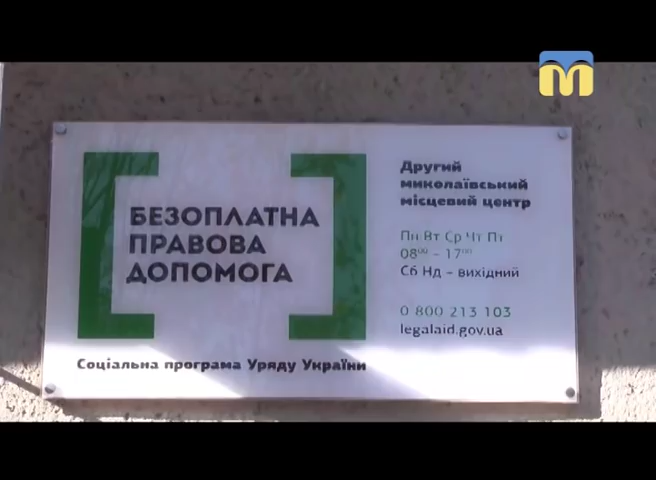 М
БЕЗОПЛАТНА
ПРАВОВА
ДОПОМОГА
Соціальна програма Уряду України
Другий
миколаївський
місцевий центр
Пн Вт Ср Чт Пт
08⁰⁰ – 17⁰⁰
Сб Нд – вихідний
0 800 213 103
legalaid.gov.ua